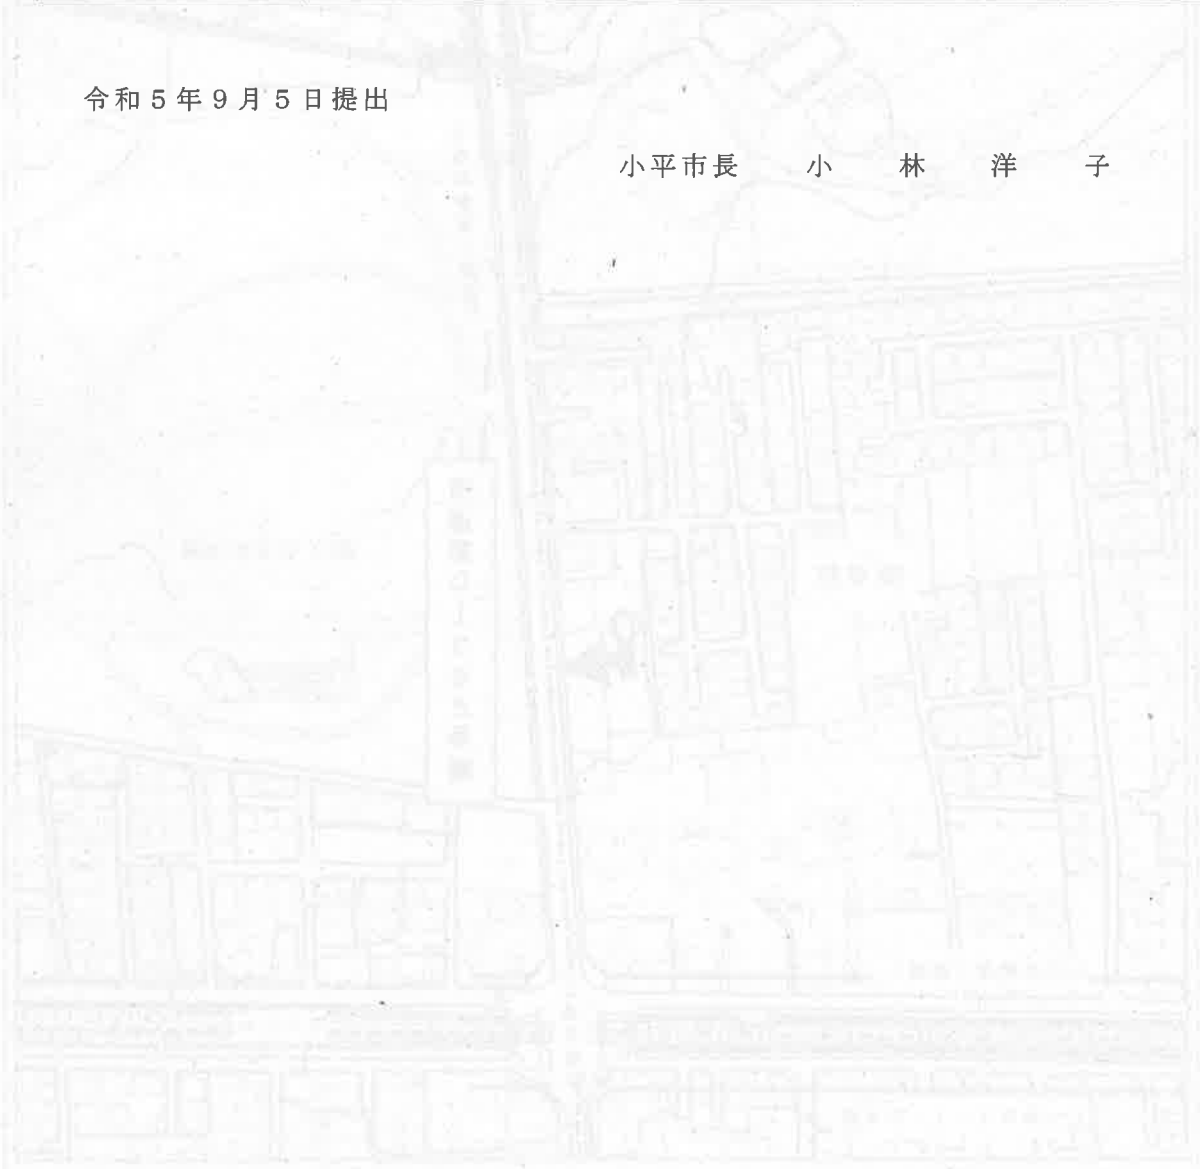 令和5年9月5日提出
小平市長　小　林　洋　子